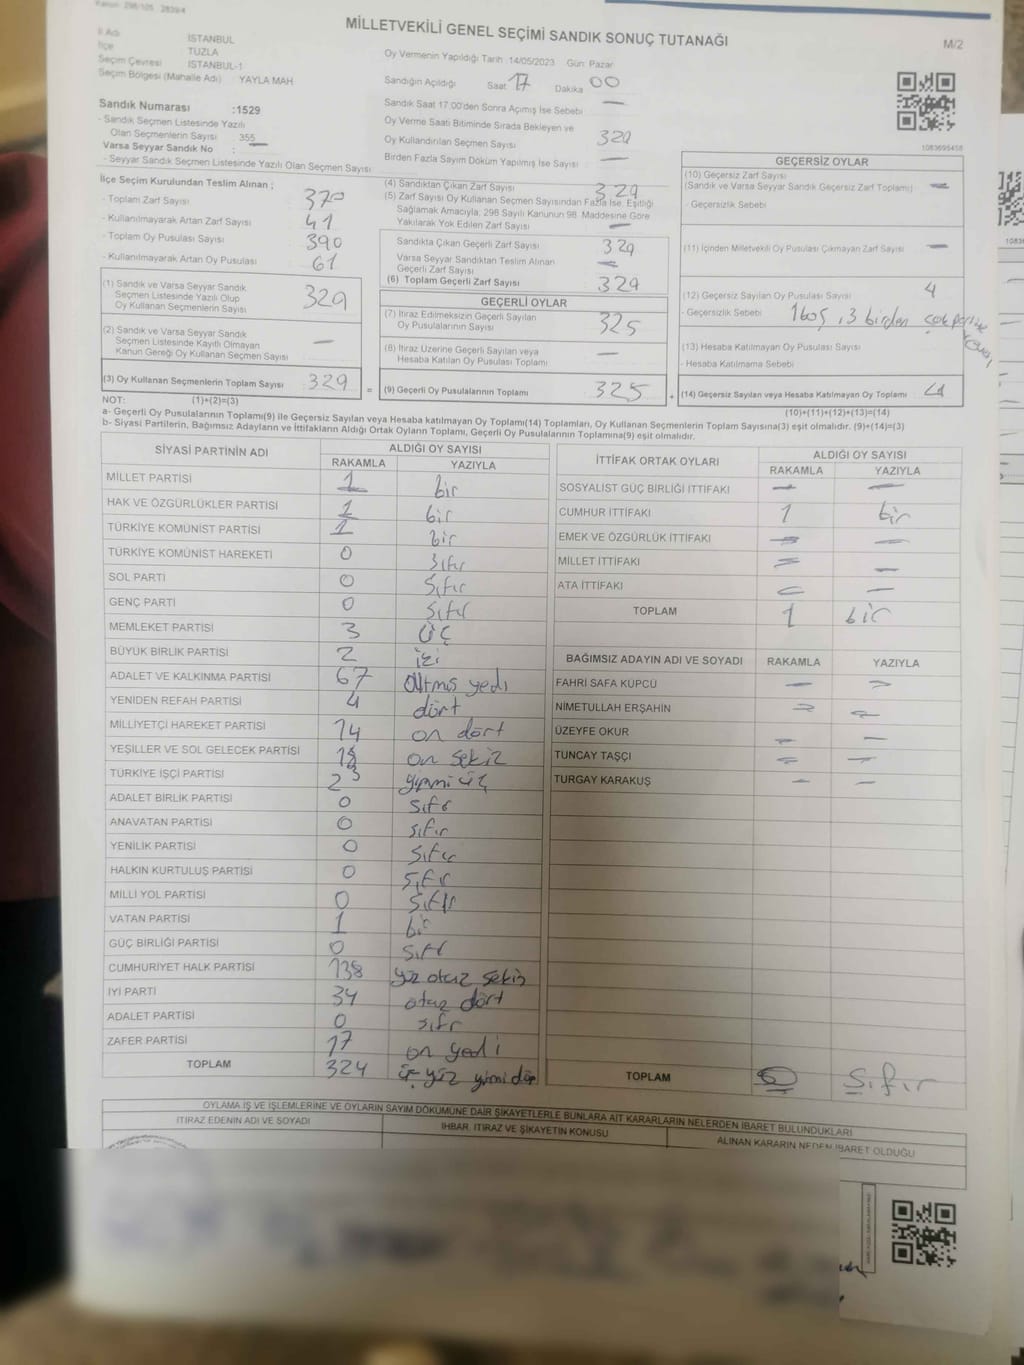 MİLLETVEKİLİ GENEL SEÇİMİ SANDIK SONUÇ TUTANAĞI
M/2
İl Adı İSTANBUL
İlçe TUZLA
Seçim Çevresi İSTANBUL-1
Seçim Bölgesi (Mahalle Adı) YAYLA MAH
Sandık Numarası :1529
- Sandık Seçmen Listesinde Yazılı
Olan Seçmenlerin Sayısı 355
Varsa Seyyar Sandık No :
- Seyyar Sandık Seçmen Listesinde Yazılı Olan Seçmen Sayısı
Oy Vermenin Yapıldığı Tarih :14/05/2023 Gün: Pazar
Sandığın Açıldığı Saat 17 Dakika 00
Sandık Saat 17:00'den Sonra Açımış İse Sebebi —
Oy Verme Saati Bitiminde Sırada Bekleyen ve
Oy Kullandırılan Seçmen Sayısı 329
Birden Fazla Sayım Döküm Yapılmış İse Sayısı —
1083695458
İlçe Seçim Kurulundan Teslim Alınan ;
- Toplam Zarf Sayısı 370
- Kullanılmayarak Artan Zarf Sayısı 41
- Toplam Oy Pusulası Sayısı 390
- Kullanılmayarak Artan Oy Pusulası 61
(1) Sandık ve Varsa Seyyar Sandık
Seçmen Listesinde Yazılı Olup
Oy Kullanan Seçmenlerin Sayısı 329
(2) Sandık ve Varsa Seyyar Sandık
Seçmen Listesinde Kayıtlı Olmayan
Kanun Gereği Oy Kullanan Seçmen Sayısı —
(3) Oy Kullanan Seçmenlerin Toplam Sayısı 329 =
(4) Sandıktan Çıkan Zarf Sayısı 329
(5) Zarf Sayısı Oy Kullanan Seçmen Sayısından Fazla İse, Eşitliği
Sağlamak Amacıyla, 298 Sayılı Kanunun 98. Maddesine Göre
Yakılarak Yok Edilen Zarf Sayısı —
Sandıkta Çıkan Geçerli Zarf Sayısı 329
Varsa Seyyar Sandıktan Teslim Alınan
Geçerli Zarf Sayısı —
(6) Toplam Geçerli Zarf Sayısı 329
GEÇERLİ OYLAR
(7) İtiraz Edilmeksizin Geçerli Sayılan
Oy Pusulalarının Sayısı 325
(8) İtiraz Üzerine Geçerli Sayılan veya
Hesaba Katılan Oy Pusulası Toplamı —
(9) Geçerli Oy Pusulalarının Toplamı 325 +
GEÇERSİZ OYLAR
(10) Geçersiz Zarf Sayısı
(Sandık ve Varsa Seyyar Sandık Geçersiz Zarf Toplamı) —
- Geçersizlik Sebebi
(11) İçinden Milletvekili Oy Pusulası Çıkmayan Zarf Sayısı —
(12) Geçersiz Sayılan Oy Pusulası Sayısı 4
- Geçersizlik Sebebi 1 boş, 3 birden
(13) Hesaba Katılmayan Oy Pusulası Sayısı
- Hesaba Katılmama Sebebi
(14) Geçersiz Sayılan veya Hesaba Katılmayan Oy Toplamı 4
NOT: (1)+(2)=(3)
(10)+(11)+(12)+(13)=(14)
a- Geçerli Oy Pusulalarının Toplamı(9) ile Geçersiz Sayılan veya Hesaba katılmayan Oy Toplamı(14) Toplamları, Oy Kullanan Seçmenlerin Toplam Sayısına(3) eşit olmalıdır. (9)+(14)=(3)
b- Siyasi Partilerin, Bağımsız Adayların ve İttifakların Aldığı Ortak Oyların Toplamı, Geçerli Oy Pusulalarının Toplamına(9) eşit olmalıdır.
SİYASİ PARTİNİN ADI ALDIĞI OY SAYISI
RAKAMLA YAZIYLA
MİLLET PARTİSİ 1 bir
HAK VE ÖZGÜRLÜKLER PARTİSİ 1 bir
TÜRKİYE KOMÜNİST PARTİSİ 1 bir
TÜRKİYE KOMÜNİST HAREKETİ 0 sıfır
SOL PARTİ 0 sıfır
GENÇ PARTİ 0 sıfır
MEMLEKET PARTİSİ 3 üç
BÜYÜK BİRLİK PARTİSİ 2 iki
ADALET VE KALKINMA PARTİSİ 67 altmış yedi
YENİDEN REFAH PARTİSİ 4 dört
MİLLİYETÇİ HAREKET PARTİSİ 14 on dört
YEŞİLLER VE SOL GELECEK PARTİSİ 18 on sekiz
TÜRKİYE İŞÇİ PARTİSİ 23 yirmi üç
ADALET BİRLİK PARTİSİ 0 sıfır
ANAVATAN PARTİSİ 0 sıfır
YENİLİK PARTİSİ 0 sıfır
HALKIN KURTULUŞ PARTİSİ 0 sıfır
MİLLİ YOL PARTİSİ 0 sıfır
VATAN PARTİSİ 1 bir
GÜÇ BİRLİĞİ PARTİSİ 0 sıfır
CUMHURİYET HALK PARTİSİ 138 yüz otuz sekiz
İYİ PARTİ 34 otuz dört
ADALET PARTİSİ 0 sıfır
ZAFER PARTİSİ 17 on yedi
TOPLAM 324 üç yüz yirmi dör
İTTİFAK ORTAK OYLARI ALDIĞI OY SAYISI
RAKAMLA YAZIYLA
SOSYALİST GÜÇ BİRLİĞİ İTTİFAKI — —
CUMHUR İTTİFAKI 1 bir
EMEK VE ÖZGÜRLÜK İTTİFAKI — —
MİLLET İTTİFAKI — —
ATA İTTİFAKI — —
TOPLAM 1 bir
BAĞIMSIZ ADAYIN ADI VE SOYADI RAKAMLA YAZIYLA
FAHRİ SAFA KÜPCÜ — —
NİMETULLAH ERŞAHİN — —
ÜZEYFE OKUR — —
TUNCAY TAŞÇI — —
TURGAY KARAKUŞ — —
TOPLAM 0 Sıfır
OYLAMA İŞ VE İŞLEMLERİNE VE OYLARIN SAYIM DÖKÜMÜNE DAİR ŞİKAYETLERLE BUNLARA AİT KARARLARIN NELERDEN İBARET BULUNDUKLARI
İTİRAZ EDENİN ADI VE SOYADI İHBAR, İTİRAZ VE ŞİKAYETİN KONUSU ALINAN KARARIN NEDEN İBARET OLDUĞU